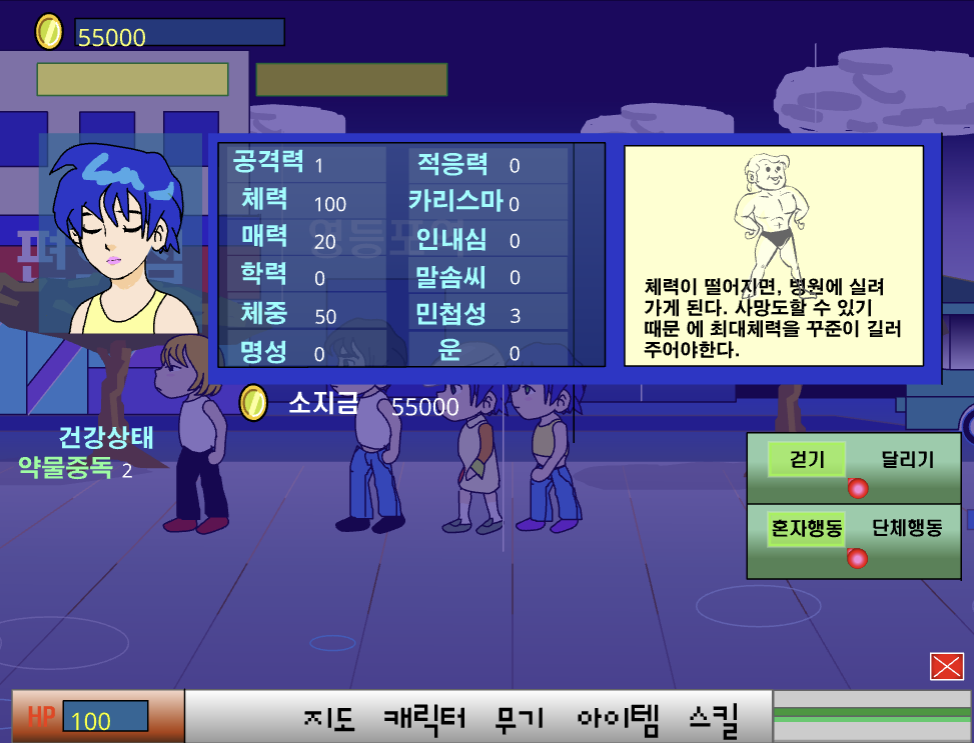 55000
공격력 1 적응력 0
체력 100 카리스마 0
매력 20 인내심 0
학력 0 말솜씨 0
체중 50 민첩성 3
명성 0 운 0
체력이 떨어지면, 병원에 실려
가게 된다. 사망도할 수 있기
때문 에 최대체력을 꾸준이 길러
주어야한다.
소지금 55000
건강상태
약물중독 2
걷기 달리기
혼자행동 단체행동
HP 100 지도 캐릭터 무기 아이템 스킬